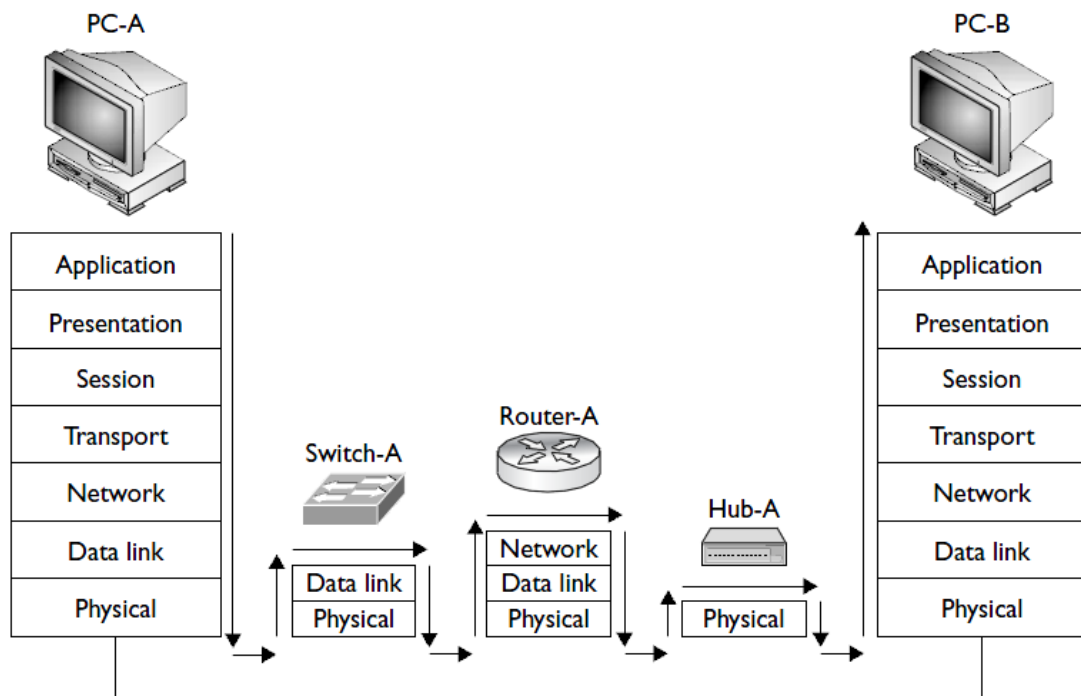 PC-A
PC-B
Application
Presentation
Session
Transport
Network
Data link
Physical
Switch-A
Data link
Physical
Router-A
Network
Data link
Physical
Hub-A
Physical
Application
Presentation
Session
Transport
Network
Data link
Physical